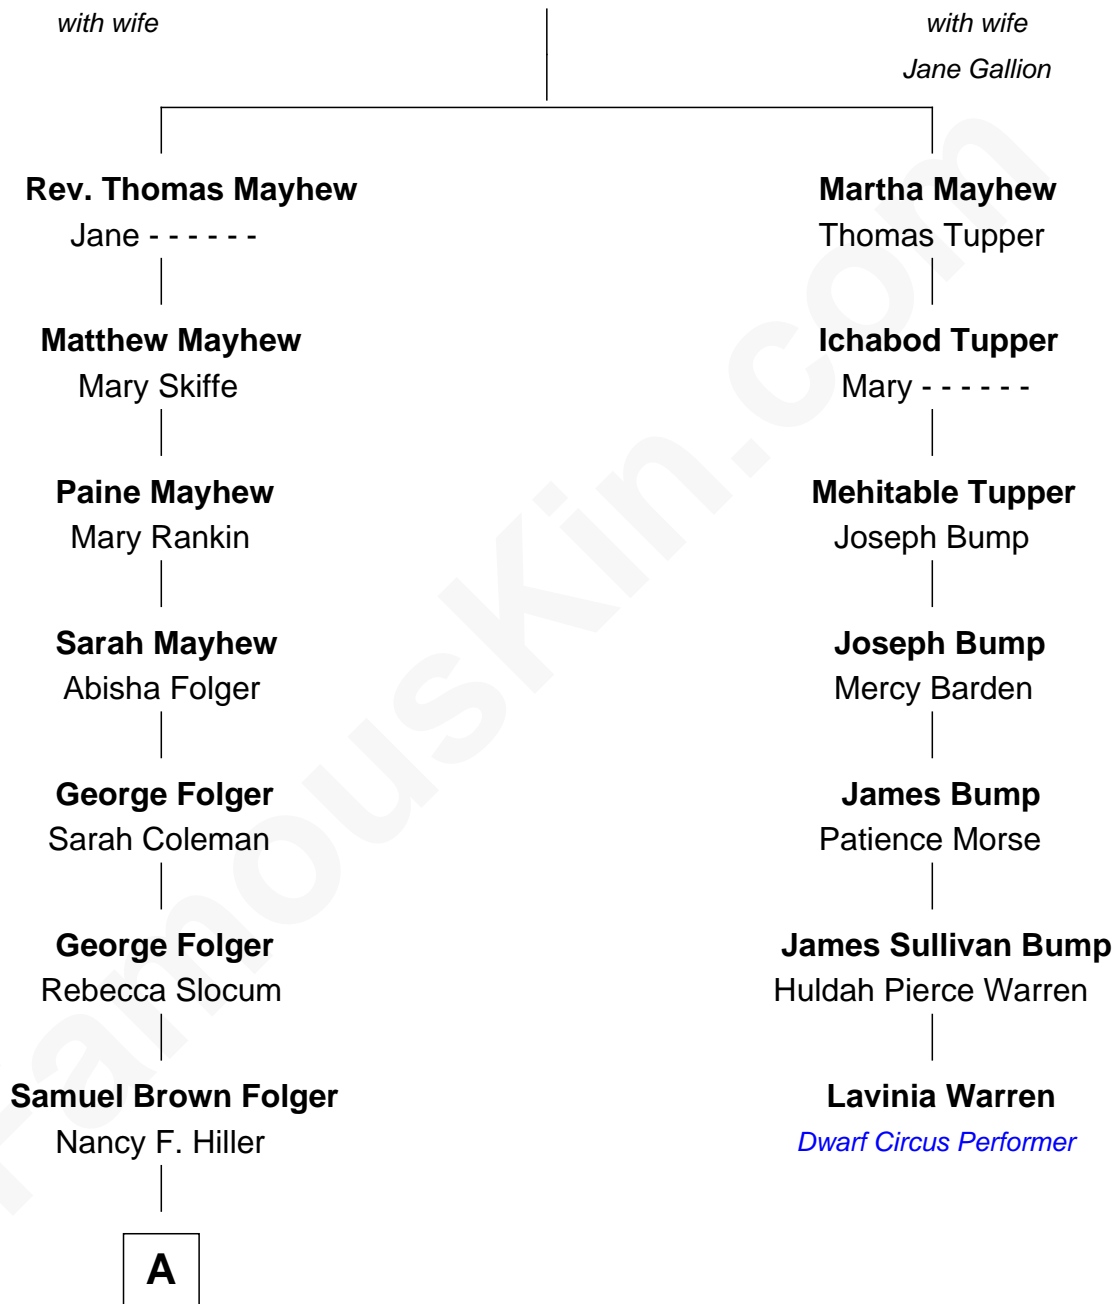 with wife
with wife
Jane Gallion
Rev. Thomas Mayhew
Jane - - - - - -
Martha Mayhew
Thomas Tupper
Matthew Mayhew
Mary Skiffe
Ichabod Tupper
Mary - - - - - -
Paine Mayhew
Mary Rankin
Mehitable Tupper
Joseph Bump
Sarah Mayhew
Abisha Folger
Joseph Bump
Mercy Barden
George Folger
Sarah Coleman
James Bump
Patience Morse
George Folger
Rebecca Slocum
James Sullivan Bump
Huldah Pierce Warren
Samuel Brown Folger
Nancy F. Hiller
Lavinia Warren
Dwarf Circus Performer
A
FamousKin.com